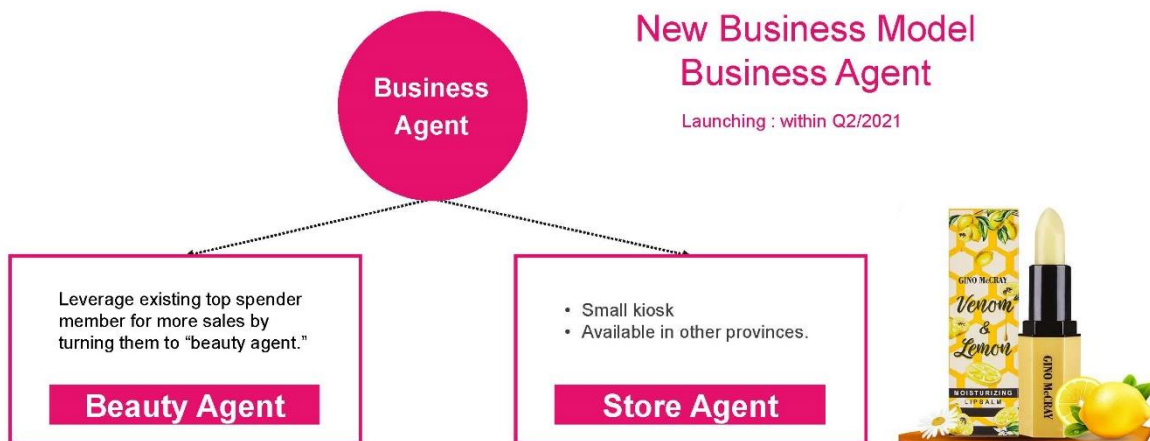 New Business Model
Business Agent
Launching : within Q2/2021
Business
Agent
Leverage existing top spender
member for more sales by
turning them to “beauty agent.”
Beauty Agent
• Small kiosk
• Available in other provinces.
Store Agent
GINO McCRAY
Venom
&
Lemon
MOISTURIZING
LIPBALM
GINO McCRAY